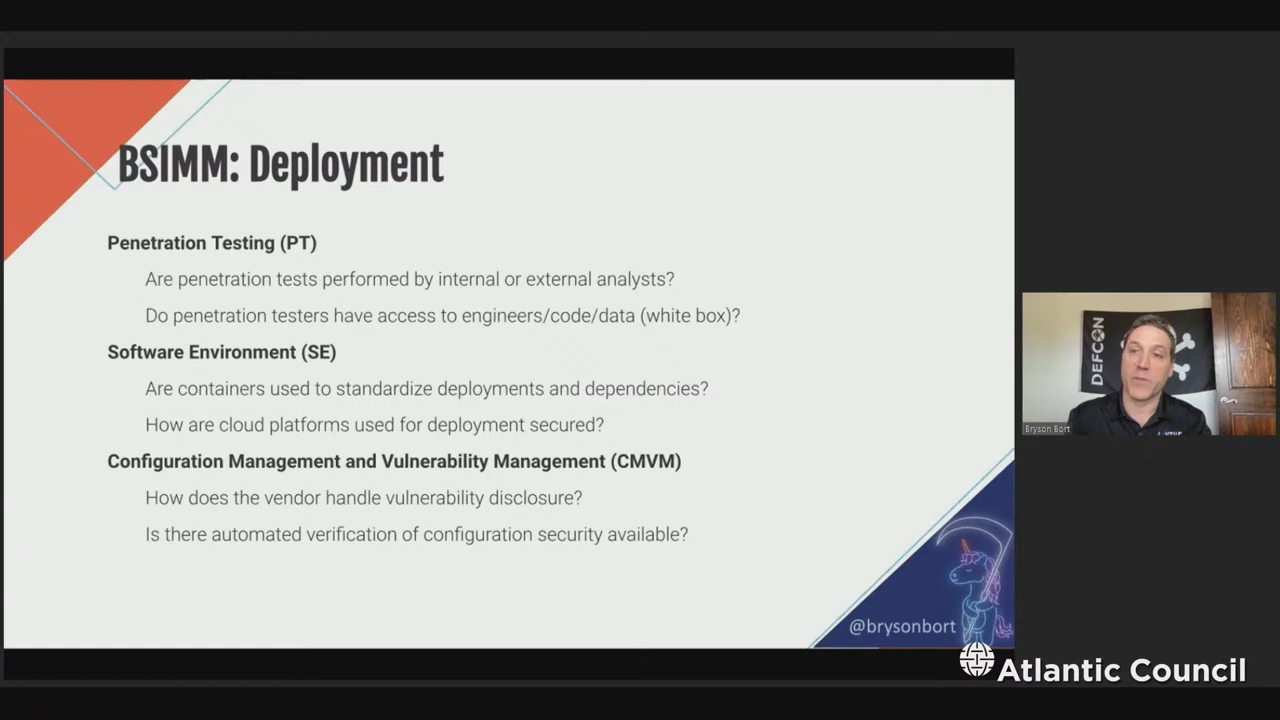 BSIMM: Deployment
Penetration Testing (PT)
Are penetration tests performed by internal or external analysts?
Do penetration testers have access to engineers/code/data (white box)?
Software Environment (SE)
Are containers used to standardize deployments and dependencies?
How are cloud platforms used for deployment secured?
Configuration Management and Vulnerability Management (CMVM)
How does the vendor handle vulnerability disclosure?
Is there automated verification of configuration security available?
@brysonbort
DEFCON
Bryson Bort
Atlantic Council